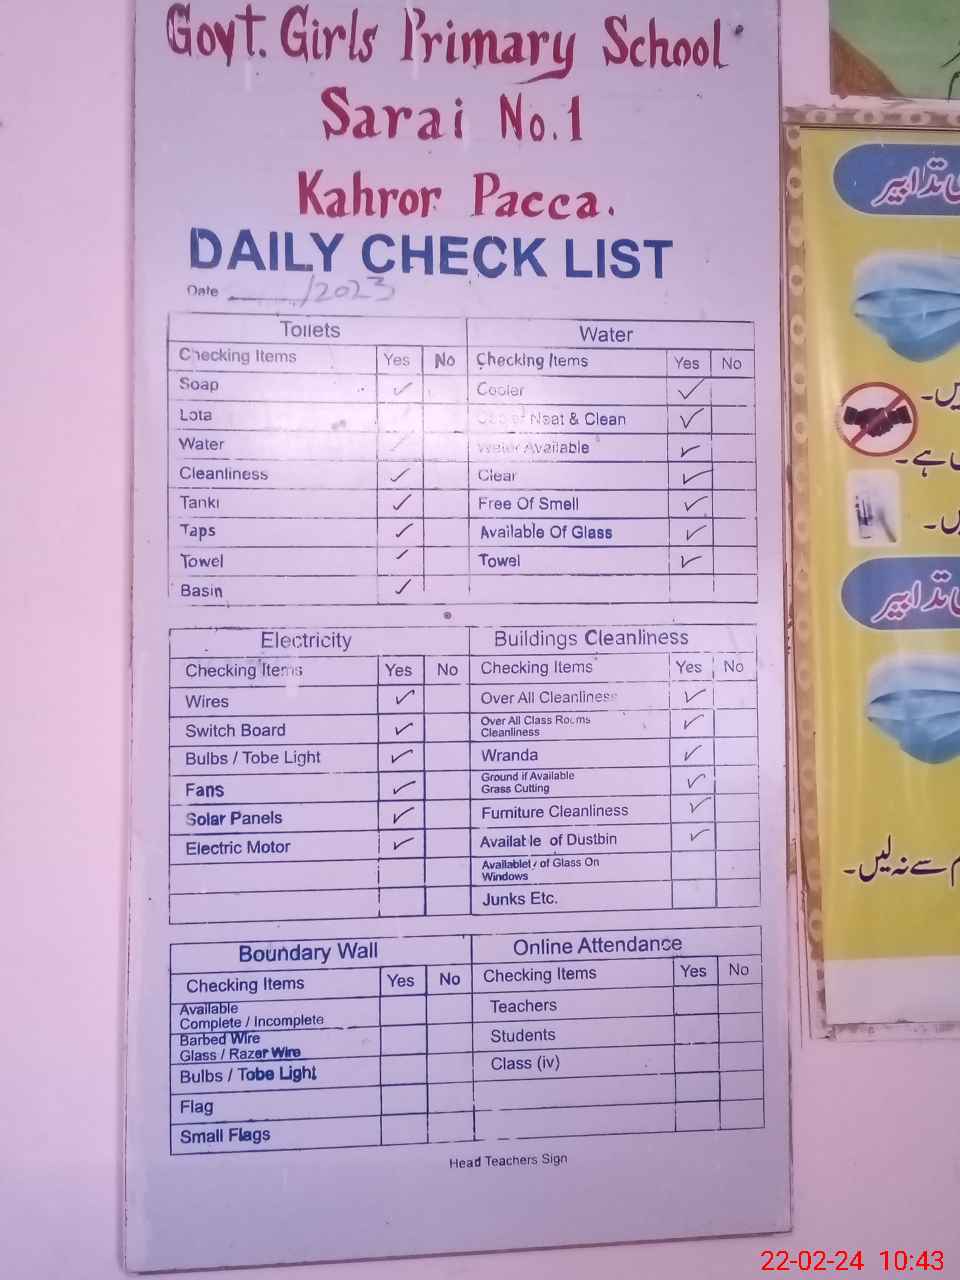 Govt. Girls Primary School
Sarai No.1
Kahror Pacca.
DAILY CHECK LIST
Date ______/2023
Toilets Water
Checking Items Yes No Checking Items Yes No
Soap ✓ Cooler ✓
Lota Cooler Neat & Clean ✓
Water Water Available ✓
Cleanliness ✓ Clear ✓
Tanki ✓ Free Of Smell ✓
Taps ✓ Available Of Glass ✓
Towel ✓ Towel ✓
Basin ✓
Electricity Buildings Cleanliness
Checking Items Yes No Checking Items Yes No
Wires ✓ Over All Cleanliness ✓
Switch Board ✓ Over All Class Rooms Cleanliness ✓
Bulbs / Tobe Light ✓ Wranda ✓
Fans ✓ Ground if Available Grass Cutting ✓
Solar Panels ✓ Furniture Cleanliness ✓
Electric Motor ✓ Available of Dustbin ✓
Availablety of Glass On Windows
Junks Etc.
Boundary Wall Online Attendance
Checking Items Yes No Checking Items Yes No
Available Complete / Incomplete Teachers
Barbed Wire Glass / Razer Wire Students
Bulbs / Tobe Light Class (iv)
Flag
Small Flags
Head Teachers Sign
تدابیر
یں۔
ہے۔
یں۔
تدابیر
سے نہ لیں۔
22-02-24 10:43